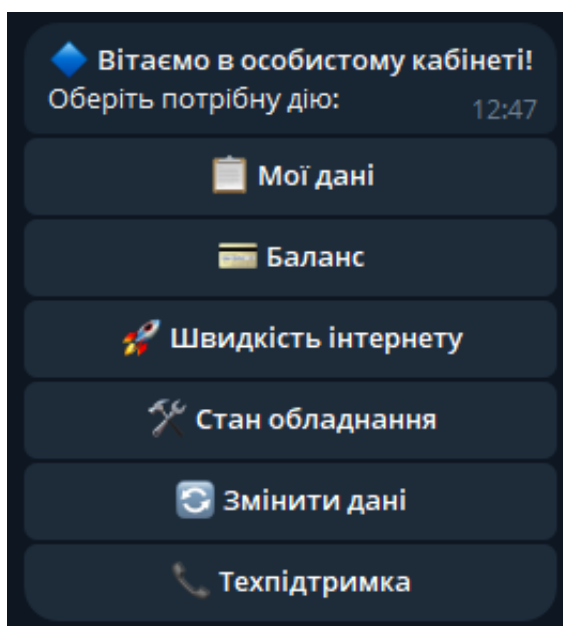 🔷 Вітаємо в особистому кабінеті!
Оберіть потрібну дію:
12:47
📋 Мої дані
💳 Баланс
🚀 Швидкість інтернету
🛠 Стан обладнання
🔄 Змінити дані
📞 Техпідтримка